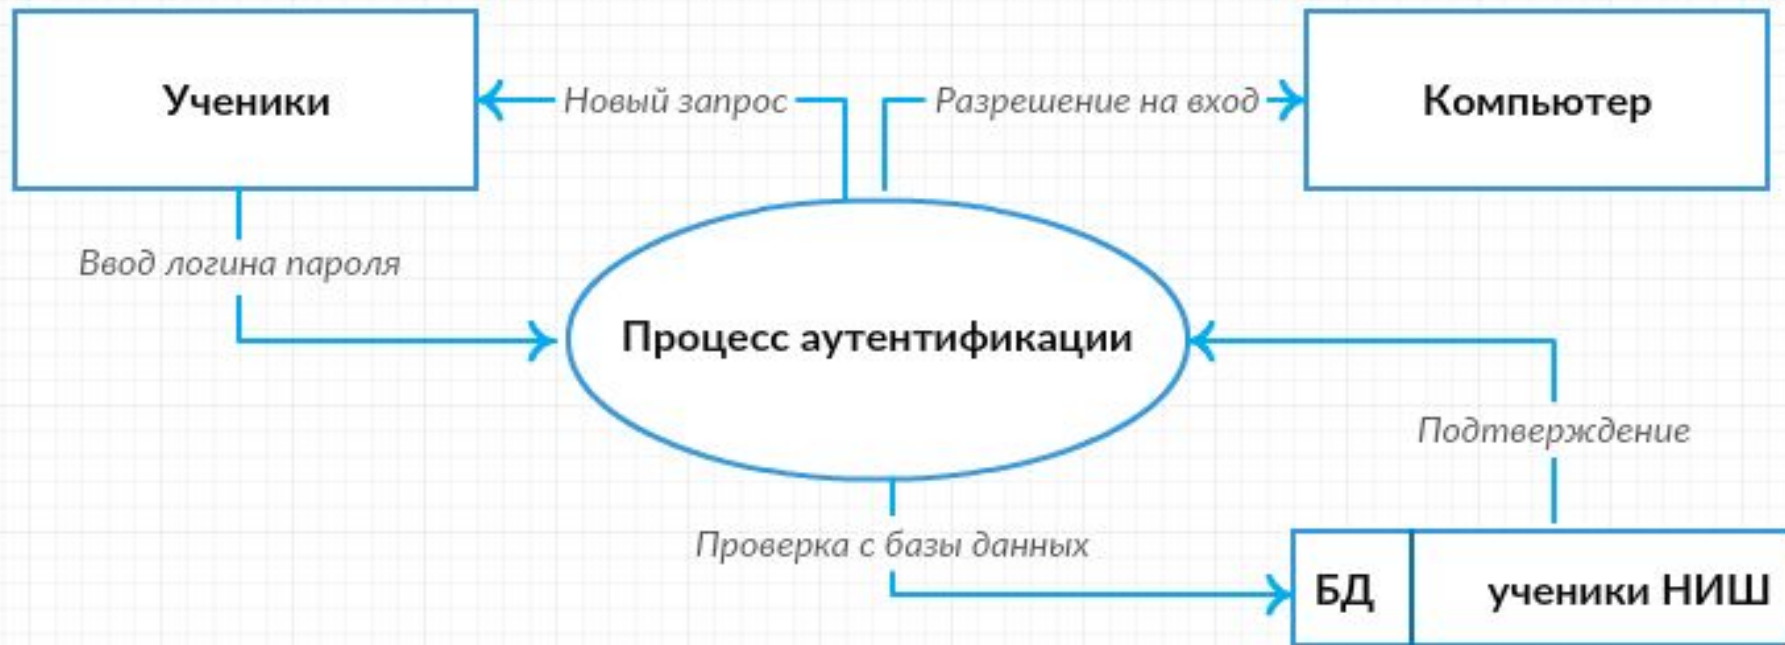 Ученики
Новый запрос
Разрешение на вход
Компьютер
Ввод логина пароля
Процесс аутентификации
Подтверждение
Проверка с базы данных
БД
ученики НИШ